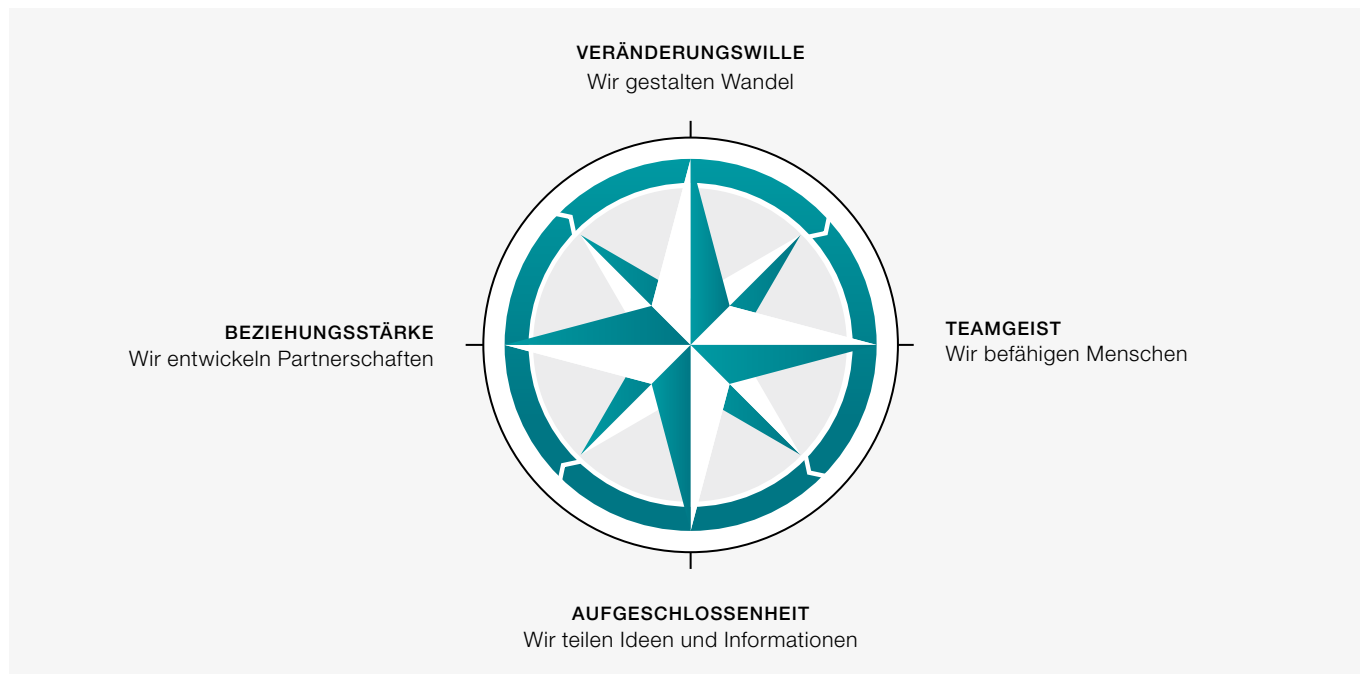 VERÄNDERUNGSWILLE
Wir gestalten Wandel
BEZIEHUNGSSTÄRKE
Wir entwickeln Partnerschaften
TEAMGEIST
Wir befähigen Menschen
AUFGESCHLOSSENHEIT
Wir teilen Ideen und Informationen